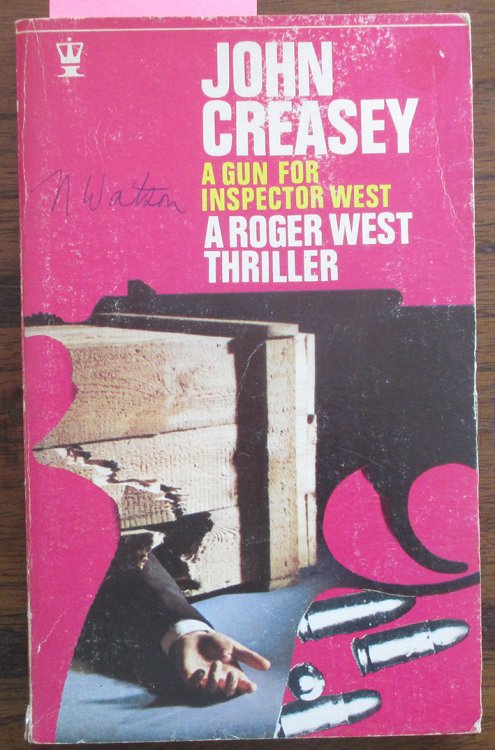 JOHN
CREASEY
A GUN FOR
INSPECTOR WEST
A ROGER WEST
THRILLER
N Watson